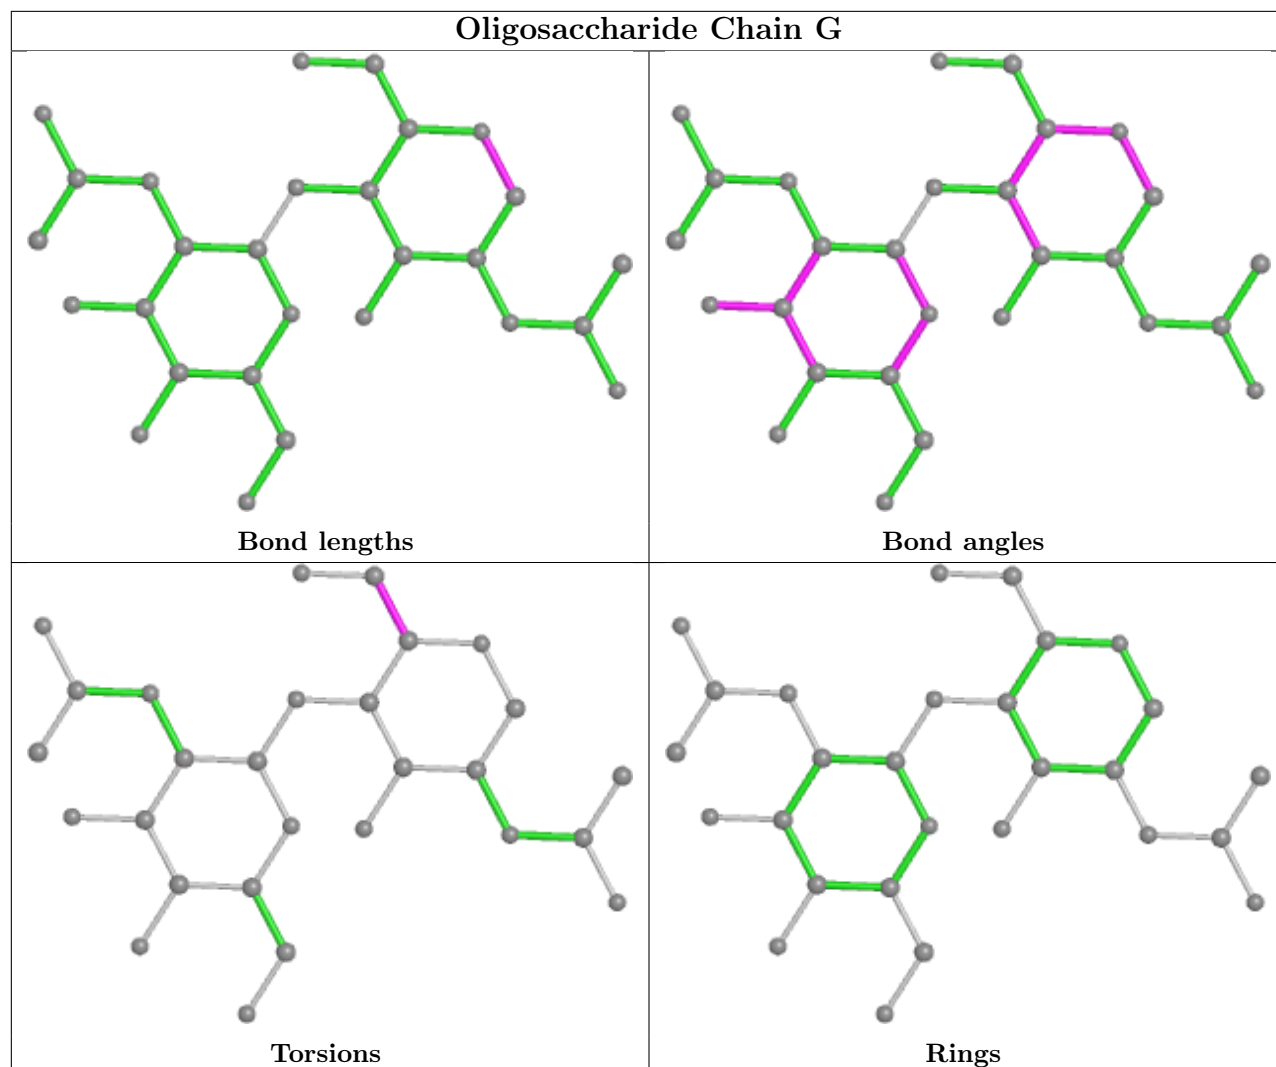 Oligosaccharide Chain G
Bond lengths
Bond angles
Torsions
Rings